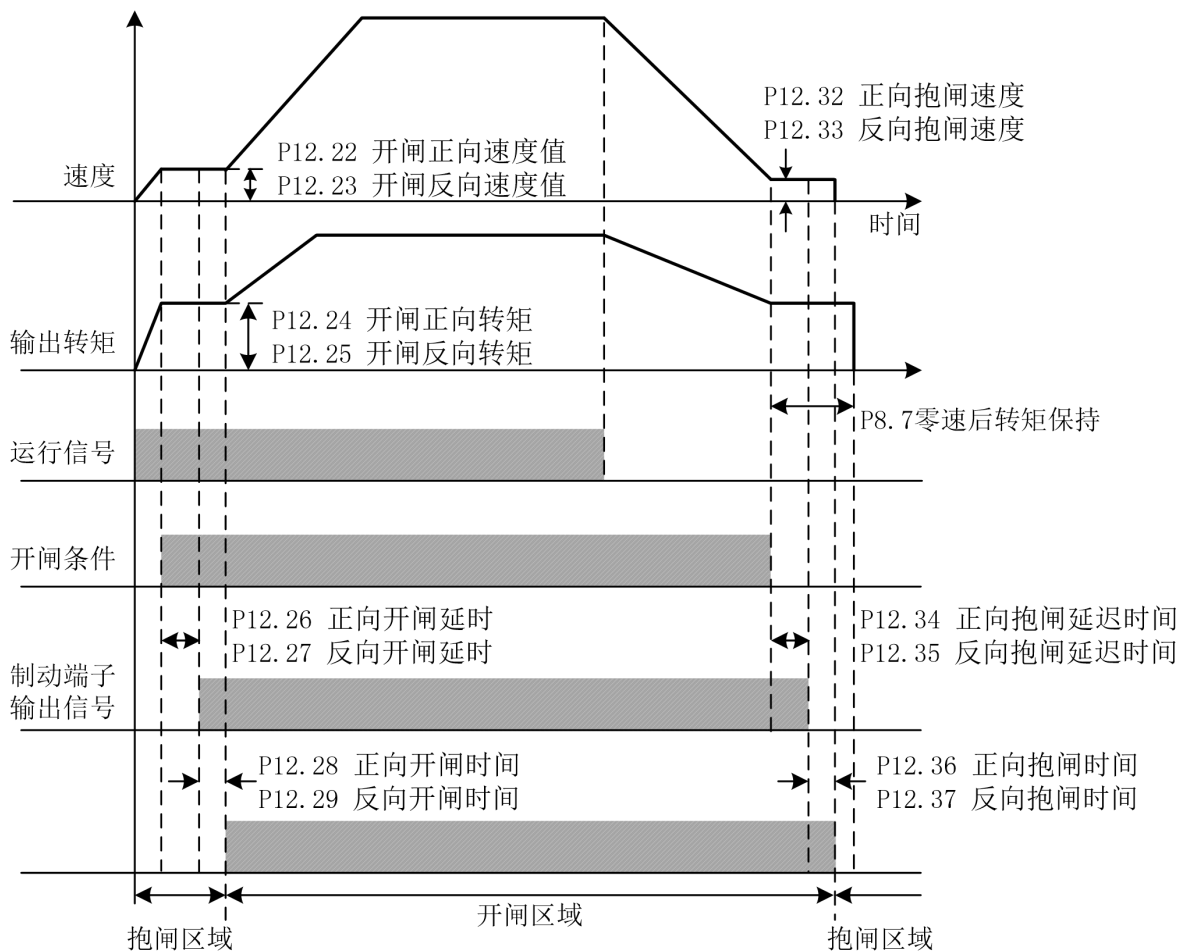 P12.32 正向抱闸速度
P12.33 反向抱闸速度
P12.22 开闸正向速度值
P12.23 开闸反向速度值
速度
时间
P12.24 开闸正向转矩
P12.25 开闸反向转矩
输出转矩
P8.7零速后转矩保持
运行信号
开闸条件
P12.26 正向开闸延时
P12.27 反向开闸延时
P12.34 正向抱闸延迟时间
P12.35 反向抱闸延迟时间
制动端子
输出信号
P12.28 正向开闸时间
P12.29 反向开闸时间
P12.36 正向抱闸时间
P12.37 反向抱闸时间
抱闸区域
开闸区域
抱闸区域